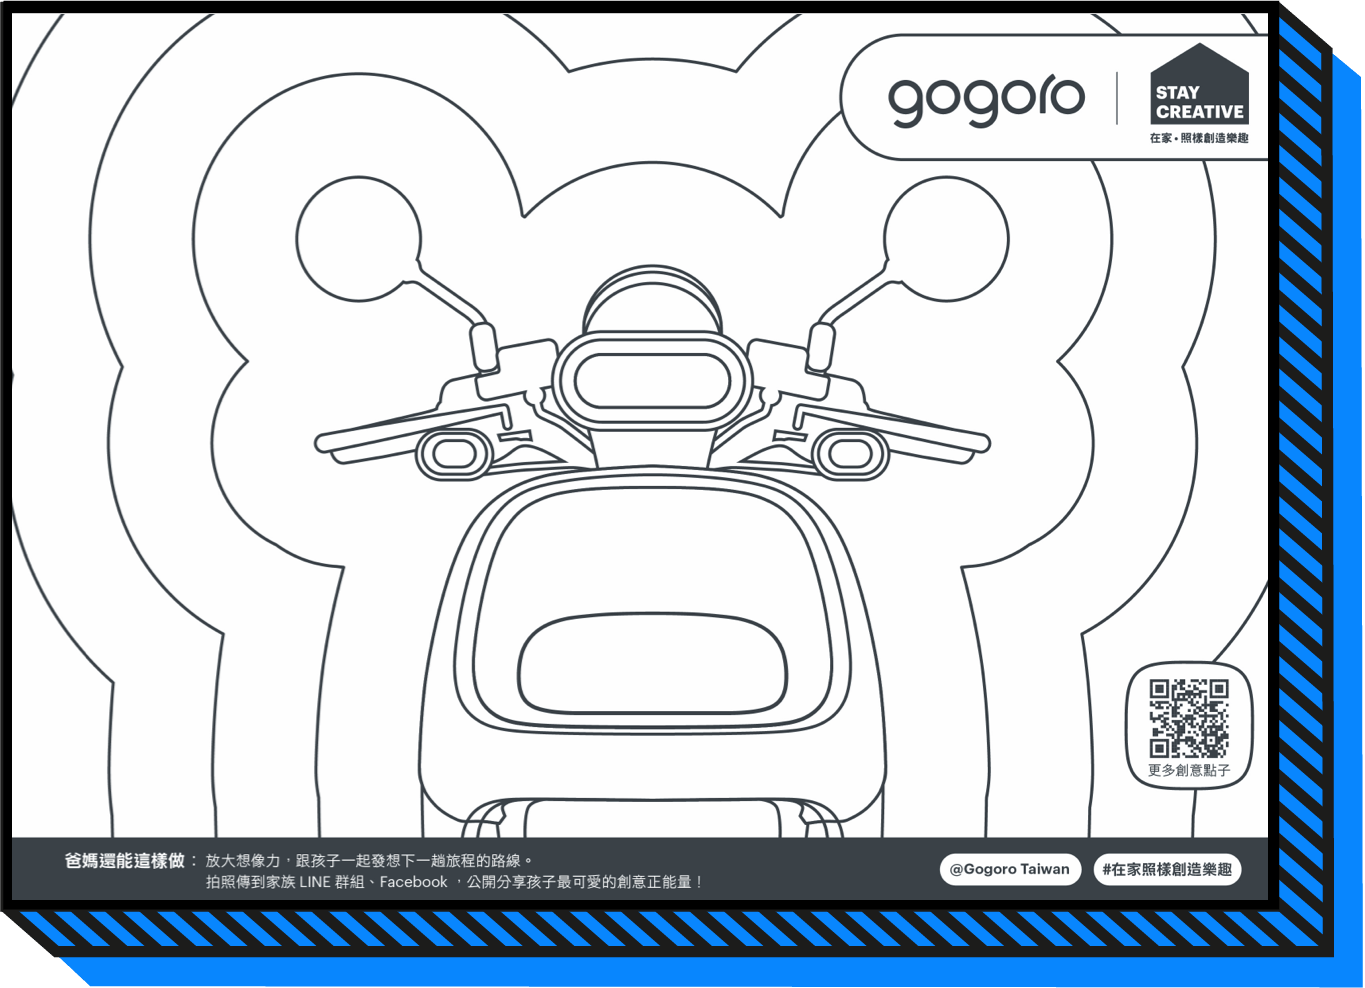 gogoro
STAY
CREATIVE
在家•照樣創造樂趣
更多創意點子
爸媽還能這樣做：放大想像力，跟孩子一起發想下一趟旅程的路線。
拍照傳到家族 LINE 群組、Facebook ，公開分享孩子最可愛的創意正能量！
@Gogoro Taiwan
#在家照樣創造樂趣